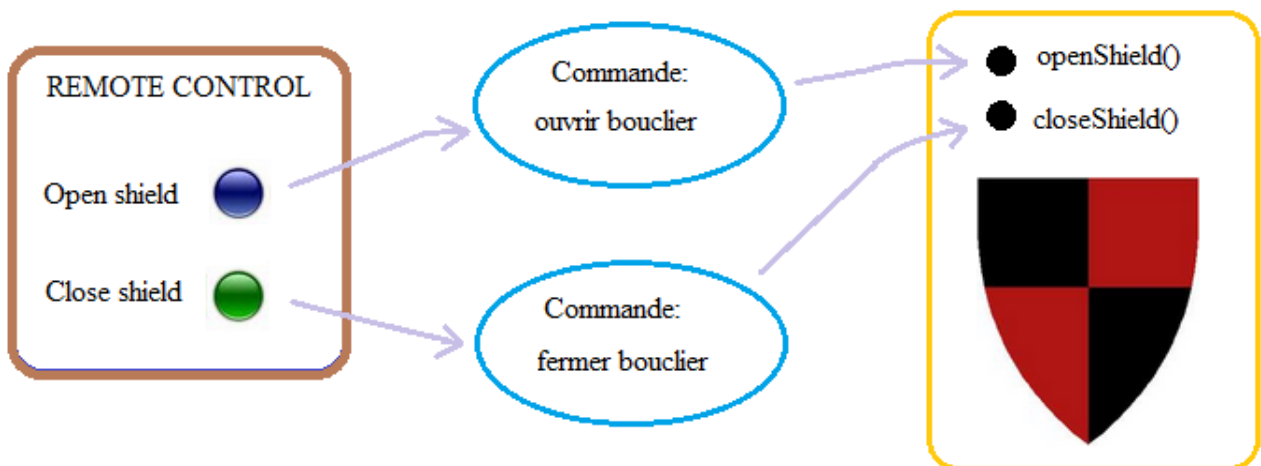 REMOTE CONTROL
Open shield
Close shield
Commande:
ouvrir bouclier
Commande:
fermer bouclier
openShield()
closeShield()